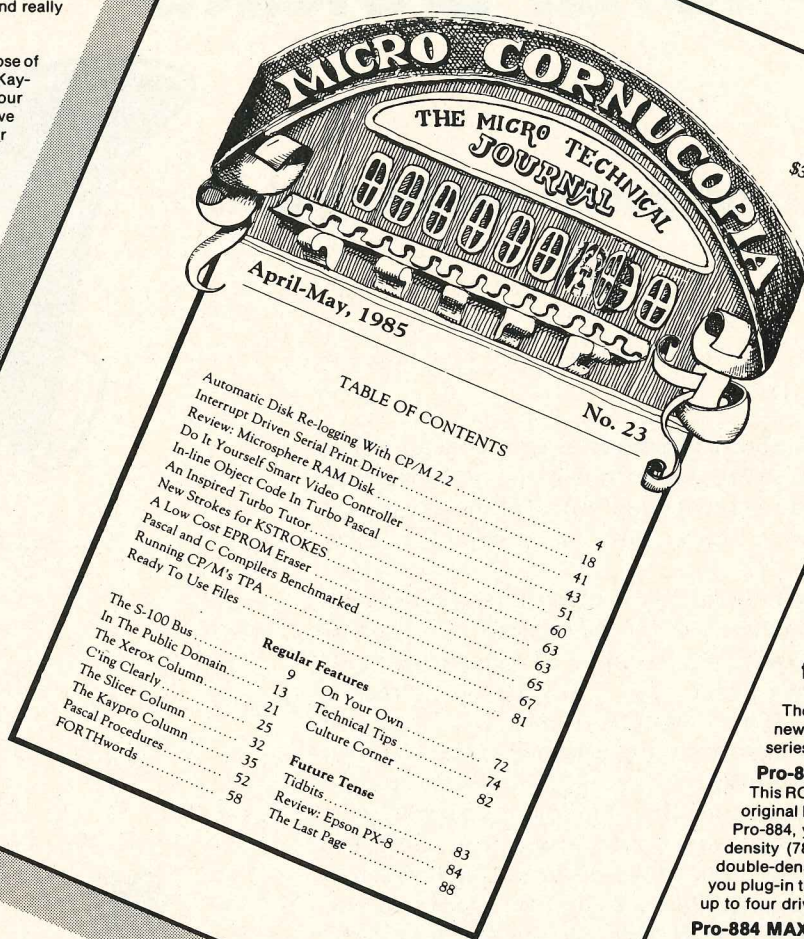 nd really
ose of
Kay-
our
ve
r
MICRO CORNUCOPIA
THE MICRO TECHNICAL
JOURNAL
$3
April-May, 1985
No. 23
TABLE OF CONTENTS
Automatic Disk Re-logging With CP/M 2.2 ........ 4
Interrupt Driven Serial Print Driver ........ 18
Review: Microsphere RAM Disk ........ 41
Do It Yourself Smart Video Controller ........ 43
In-line Object Code In Turbo Pascal ........ 51
An Inspired Turbo Tutor ........ 60
New Strokes for KSTROKES ........ 63
A Low Cost EPROM Eraser ........ 63
Pascal and C Compilers Benchmarked ........ 65
Running CP/M's TPA ........ 67
Ready To Use Files ........ 81
Regular Features
The S-100 Bus ........ 9
In The Public Domain ........ 13
The Xerox Column ........ 21
C'ing Clearly ........ 25
The Slicer Column ........ 32
The Kaypro Column ........ 35
Pascal Procedures ........ 52
FORTHwords ........ 58
On Your Own ........ 72
Technical Tips ........ 74
Culture Corner ........ 82
Future Tense
Tidbits ........ 83
Review: Epson PX-8 ........ 84
The Last Page ........ 88
The
new
series
Pro-8
This RO
original
Pro-884, y
density (78
double-den
you plug-in t
up to four driv
Pro-884 MAX